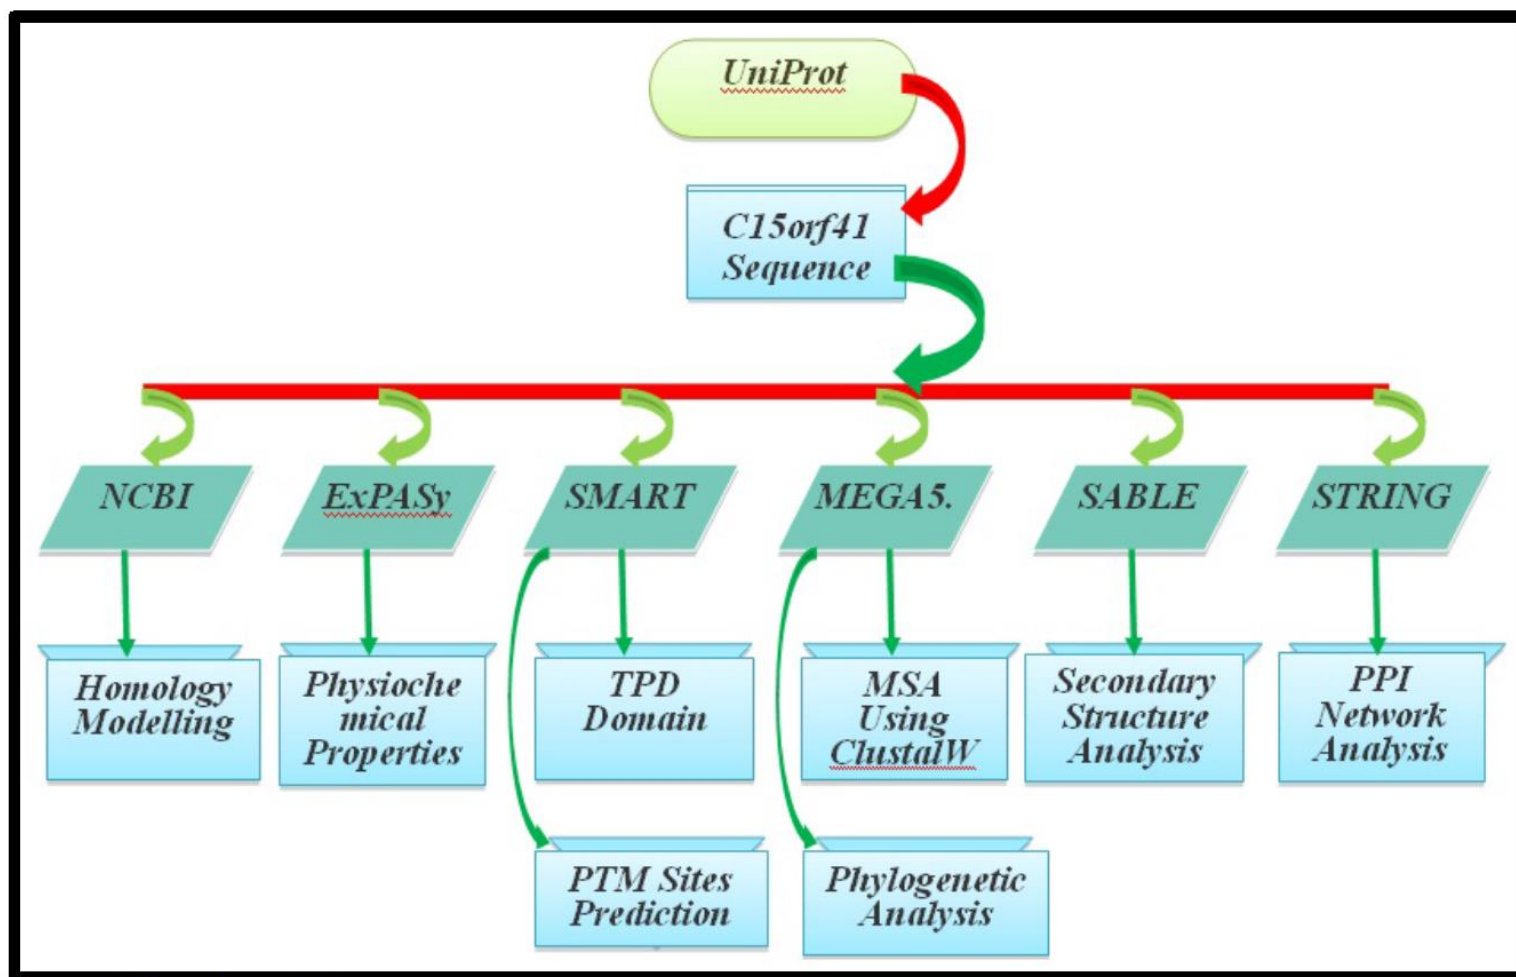 UniProt
C15orf41
Sequence
NCBI
ExPASy
SMART
MEGA5.
SABLE
STRING
Homology
Modelling
Physioche
mical
Properties
TPD
Domain
MSA
Using
ClustalW
Secondary
Structure
Analysis
PPI
Network
Analysis
PTM Sites
Prediction
Phylogenetic
Analysis